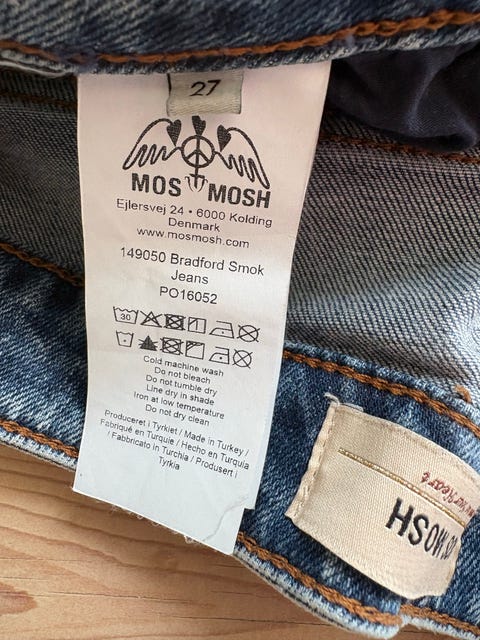 27
MOS MOSH
Ejlersvej 24 • 6000 Kolding
Denmark
www.mosmosh.com
149050 Bradford Smok
Jeans
PO16052
30
Cold machine wash
Do not bleach
Do not tumble dry
Line dry in shade
Iron at low temperature
Do not dry clean
Produceret i Tyrkiet / Made in Turkey /
Fabriqué en Turquie / Hecho en Turquia
/ Fabbricato in Turchia / Produsert i
Tyrkia
MOSH